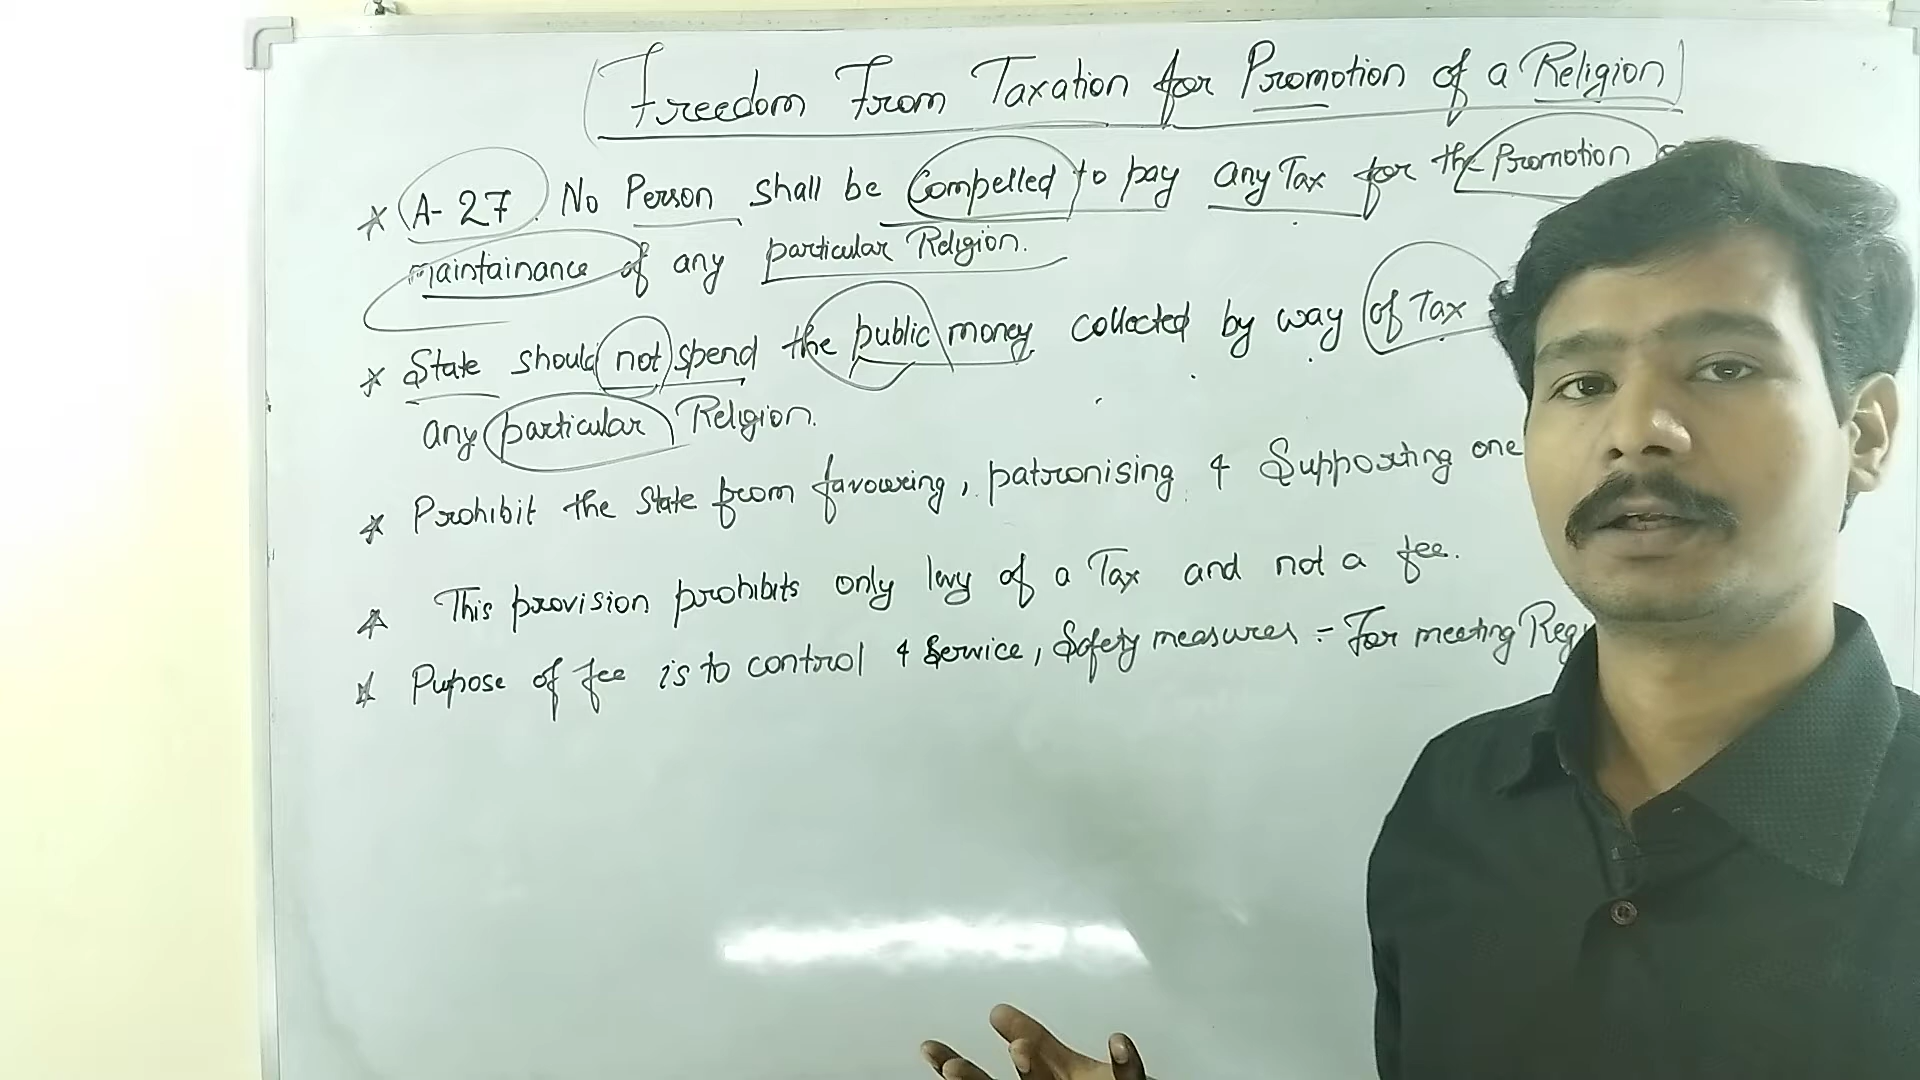 Freedom From Taxation for Promotion of a Religion
* A-27. No Person shall be Compelled to pay any Tax for the Promotion
maintainance of any particular Religion.
* State should not spend the public money collected by way of Tax
any particular Religion.
* Prohibit the State from favouring, patronising & Supporting one
* This provision prohibits only levy of a Tax and not a fee.
* Pupose of fee is to control & Service, Safety measures - For meeting